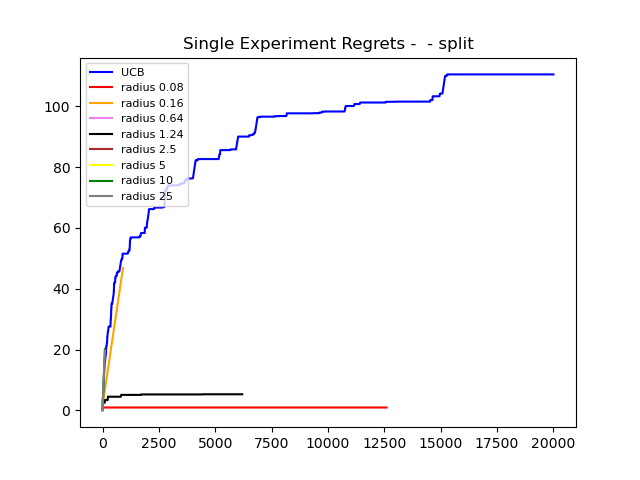 Single Experiment Regrets -  - split
UCB
radius 0.08
radius 0.16
radius 0.64
radius 1.24
radius 2.5
radius 5
radius 10
radius 25
100
80
60
40
20
0
0 2500 5000 7500 10000 12500 15000 17500 20000